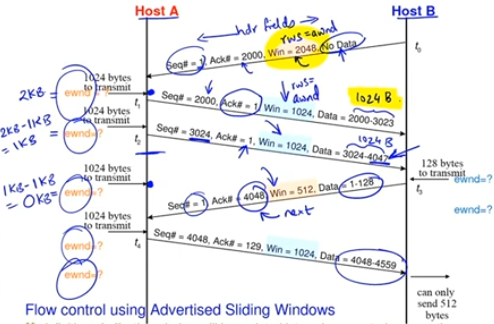 Host A
Host B
hdr fields
rws=awnd
Seq# = 1, Ack# = 2000, Win = 2048, No Data
t0
2KB =
ewnd=?
1024 bytes
to transmit
t1
rws=
awnd
1024 B.
Seq# = 2000, Ack# = 1, Win = 1024, Data = 2000-3023
2KB-1KB
= 1KB =
ewnd=?
1024 bytes
to transmit
t2
1024 B
Seq# = 3024, Ack# = 1, Win = 1024, Data = 3024-4047
128 bytes
to transmit
t3
ewnd=?
1KB-1KB
= 0KB =
ewnd=?
1024 bytes
to transmit
Seq# = 1, Ack# = 4048, Win = 512, Data = 1-128
next
ewnd=?
1024 bytes
to transmit
t4
ewnd=?
Seq# = 4048, Ack# = 129, Win = 1024, Data = 4048-4559
ewnd=?
can only
send 512
bytes
Flow control using Advertised Sliding Windows